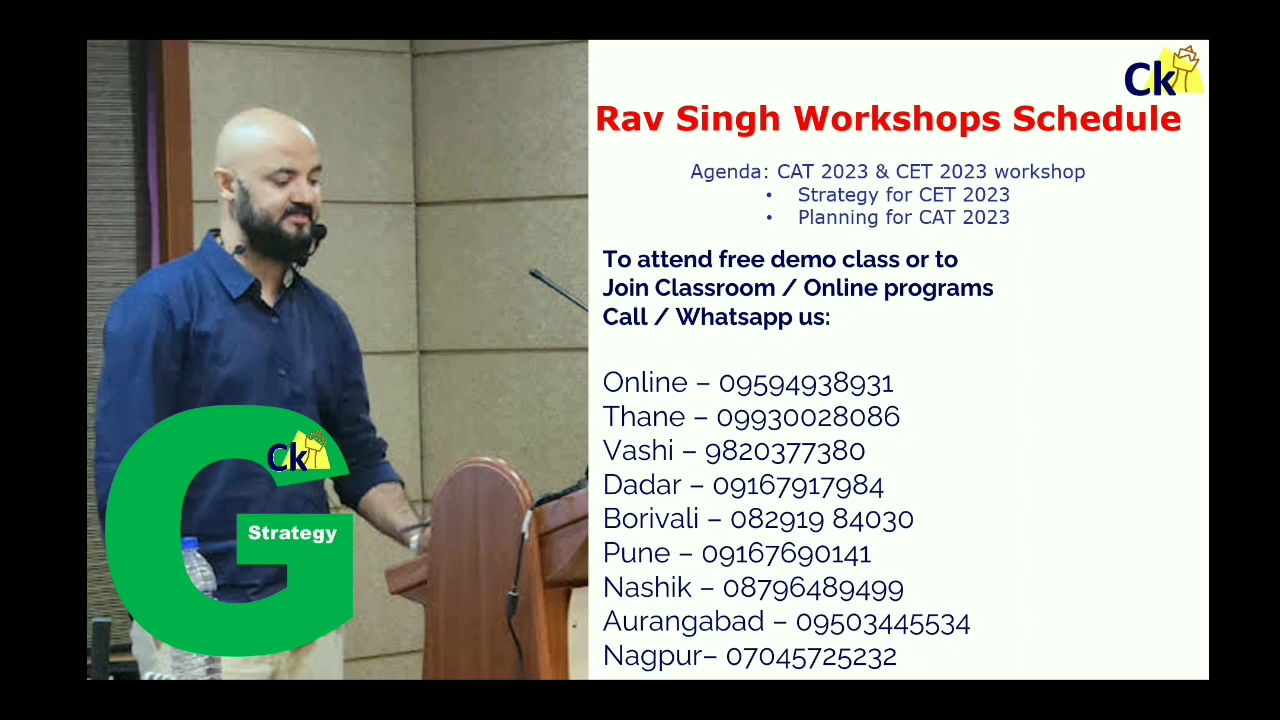 Ck
Rav Singh Workshops Schedule
Agenda: CAT 2023 & CET 2023 workshop
• Strategy for CET 2023
• Planning for CAT 2023
To attend free demo class or to
Join Classroom / Online programs
Call / Whatsapp us:
Online – 09594938931
Thane – 09930028086
Vashi – 9820377380
Dadar – 09167917984
Borivali – 082919 84030
Pune – 09167690141
Nashik – 08796489499
Aurangabad – 09503445534
Nagpur– 07045725232
G
Ck
Strategy